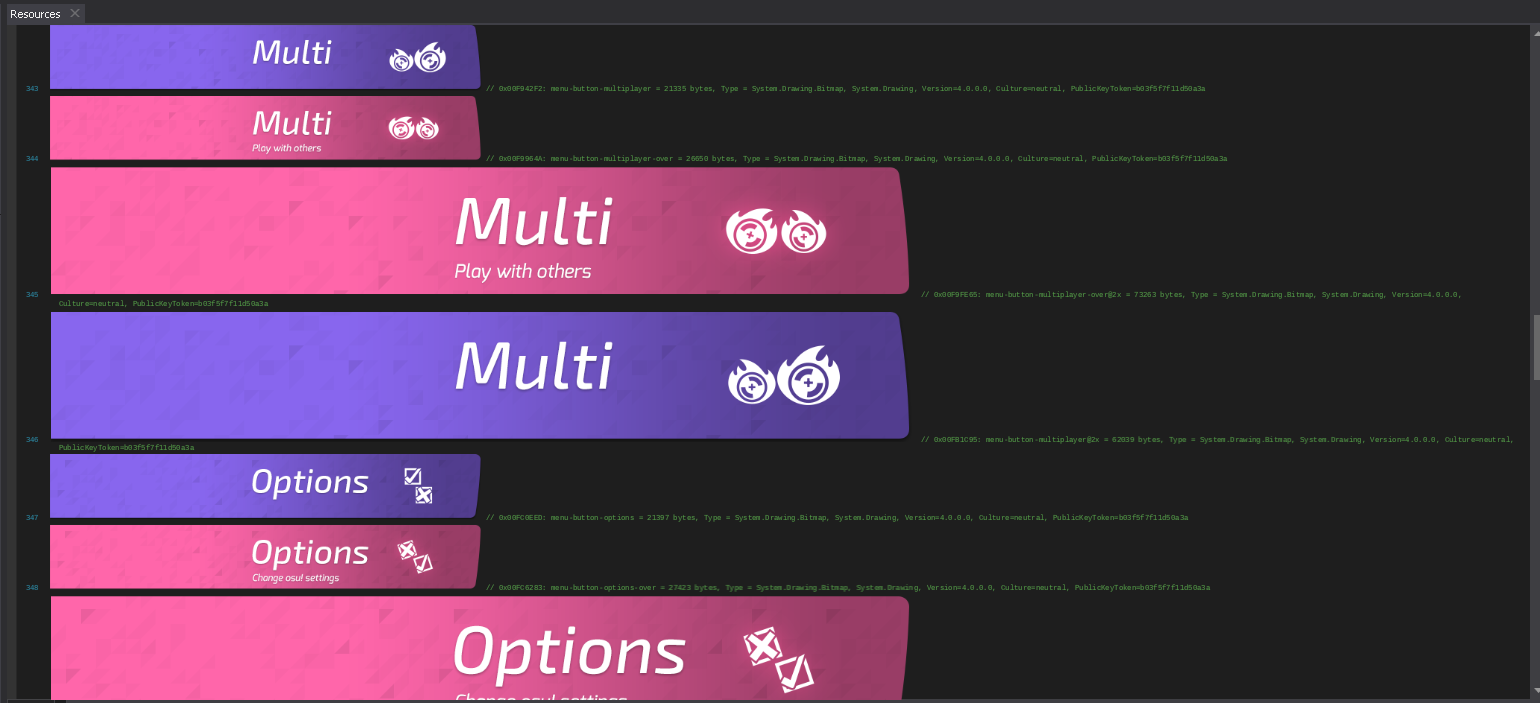 Resources
Multi
343 // 0x00F942F2: menu-button-multiplayer = 21335 bytes, Type = System.Drawing.Bitmap, System.Drawing, Version=4.0.0.0, Culture=neutral, PublicKeyToken=b03f5f7f11d50a3a
Multi
Play with others
344 // 0x00F9964A: menu-button-multiplayer-over = 26650 bytes, Type = System.Drawing.Bitmap, System.Drawing, Version=4.0.0.0, Culture=neutral, PublicKeyToken=b03f5f7f11d50a3a
Multi
Play with others
345 // 0x00F9FE65: menu-button-multiplayer-over@2x = 73263 bytes, Type = System.Drawing.Bitmap, System.Drawing, Version=4.0.0.0,
Culture=neutral, PublicKeyToken=b03f5f7f11d50a3a
Multi
346 // 0x00FB1C95: menu-button-multiplayer@2x = 62039 bytes, Type = System.Drawing.Bitmap, System.Drawing, Version=4.0.0.0, Culture=neutral,
PublicKeyToken=b03f5f7f11d50a3a
Options
347 // 0x00FC0EED: menu-button-options = 21397 bytes, Type = System.Drawing.Bitmap, System.Drawing, Version=4.0.0.0, Culture=neutral, PublicKeyToken=b03f5f7f11d50a3a
Options
Change osu! settings
348 // 0x00FC6283: menu-button-options-over = 27423 bytes, Type = System.Drawing.Bitmap, System.Drawing, Version=4.0.0.0, Culture=neutral, PublicKeyToken=b03f5f7f11d50a3a
Options
Change osu! settings